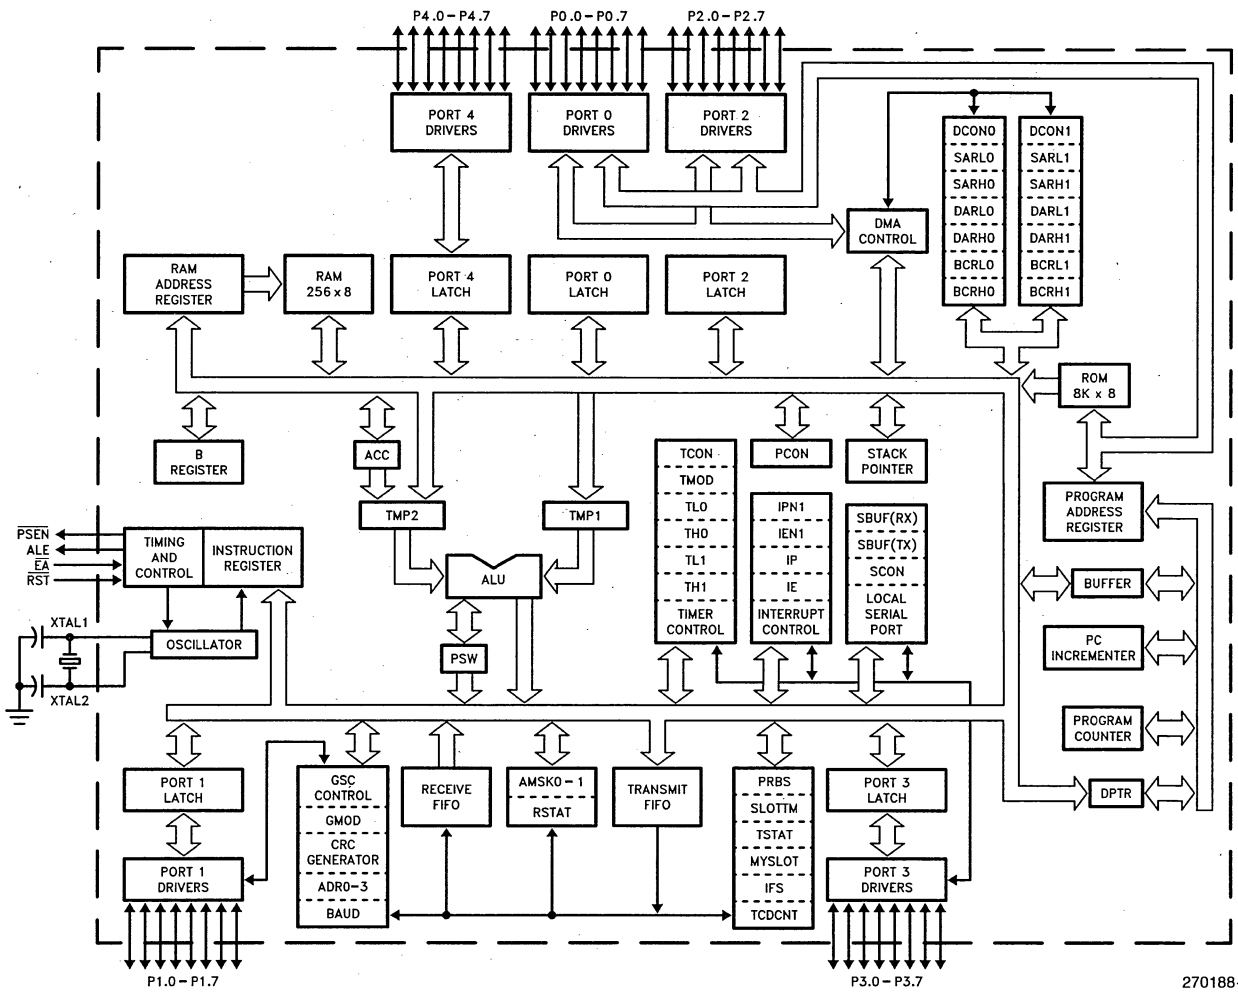 P4.0-P4.7
P0.0-P0.7
P2.0-P2.7
PORT 4
DRIVERS
PORT 0
DRIVERS
PORT 2
DRIVERS
DCON0
SARL0
SARH0
DARL0
DARH0
BCRL0
BCRH0
DCON1
SARL1
SARH1
DARL1
DARH1
BCRL1
BCRH1
DMA
CONTROL
RAM
ADDRESS
REGISTER
RAM
256x8
PORT 4
LATCH
PORT 0
LATCH
PORT 2
LATCH
ROM
8K x 8
B
REGISTER
ACC
TMP2
TMP1
PCON
STACK
POINTER
TCON
TMOD
TL0
TH0
TL1
TH1
TIMER
CONTROL
IPN1
IEN1
IP
IE
INTERRUPT
CONTROL
SBUF(RX)
SBUF(TX)
SCON
LOCAL
SERIAL
PORT
PROGRAM
ADDRESS
REGISTER
PSEN
ALE
EA
RST
TIMING
AND
CONTROL
INSTRUCTION
REGISTER
ALU
BUFFER
XTAL1
OSCILLATOR
XTAL2
PSW
PC
INCREMENTER
PROGRAM
COUNTER
DPTR
PORT 1
LATCH
GSC
CONTROL
GMOD
CRC
GENERATOR
ADR0-3
BAUD
RECEIVE
FIFO
AMSK0-1
RSTAT
TRANSMIT
FIFO
PRBS
SLOTTM
TSTAT
MYSLOT
IFS
TCDCNT
PORT 3
LATCH
PORT 1
DRIVERS
PORT 3
DRIVERS
P1.0-P1.7
P3.0-P3.7
270188-